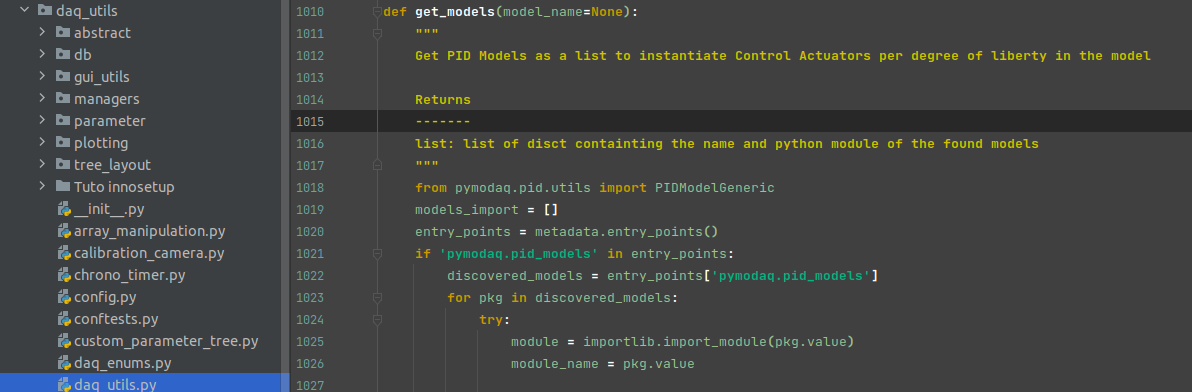 daq_utils
abstract
db
gui_utils
managers
parameter
plotting
tree_layout
Tuto innosetup
__init__.py
array_manipulation.py
calibration_camera.py
chrono_timer.py
config.py
conftests.py
custom_parameter_tree.py
daq_enums.py
daq_utils.py
1010 def get_models(model_name=None):
1011 """
1012 Get PID Models as a list to instantiate Control Actuators per degree of liberty in the model
1013
1014 Returns
1015 -------
1016 list: list of disct containting the name and python module of the found models
1017 """
1018 from pymodaq.pid.utils import PIDModelGeneric
1019 models_import = []
1020 entry_points = metadata.entry_points()
1021 if 'pymodaq.pid_models' in entry_points:
1022 discovered_models = entry_points['pymodaq.pid_models']
1023 for pkg in discovered_models:
1024 try:
1025 module = importlib.import_module(pkg.value)
1026 module_name = pkg.value
1027